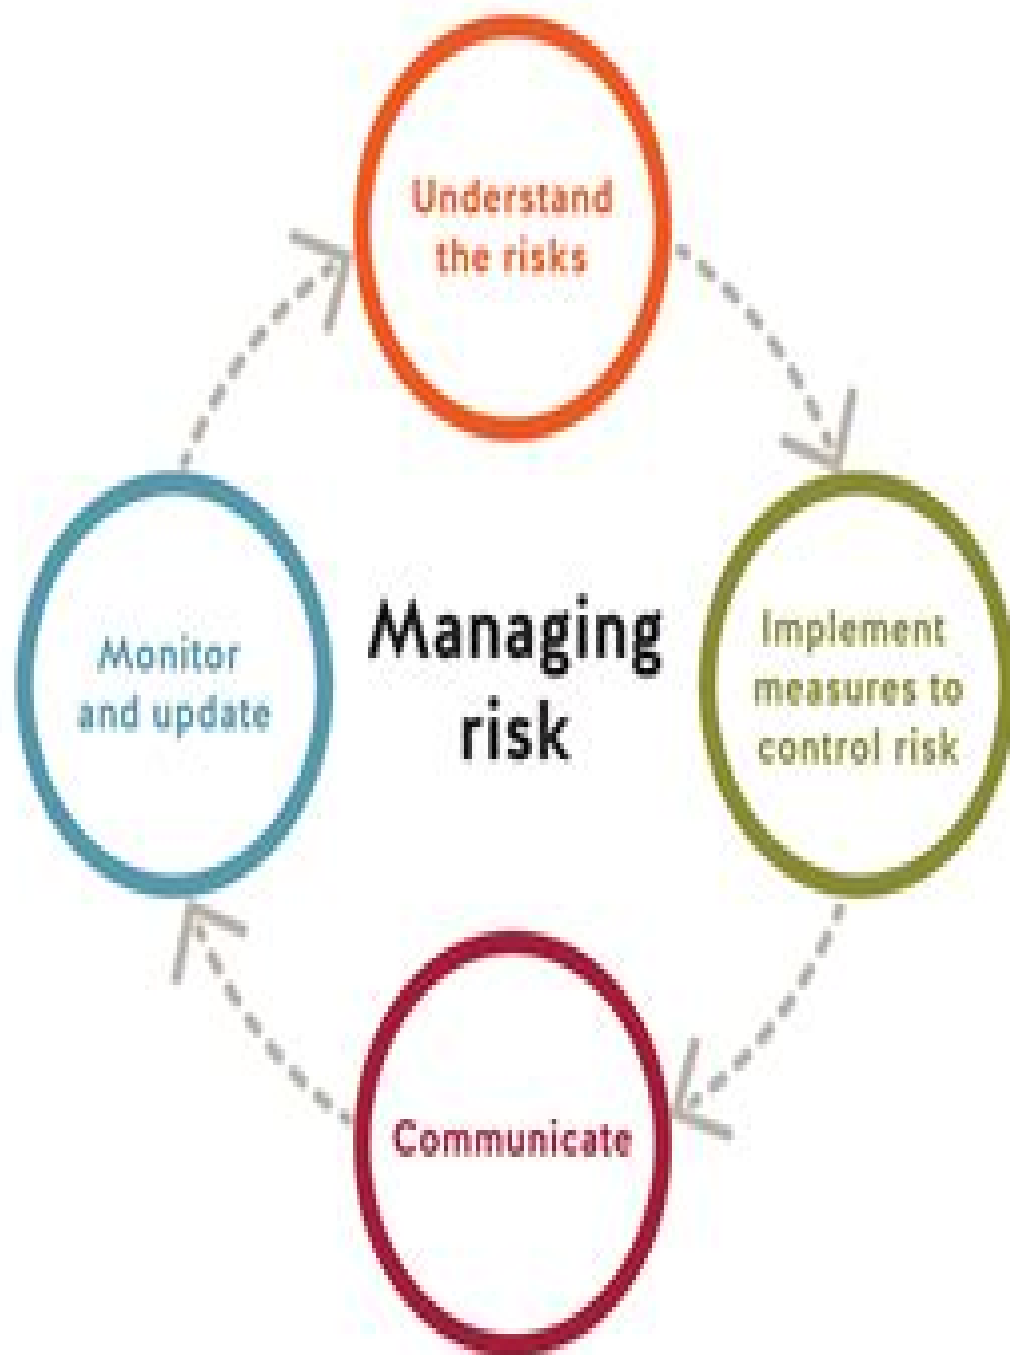 Understand
the risks
Managing
risk
Implement
measures to
control risk
Communicate
Monitor
and update